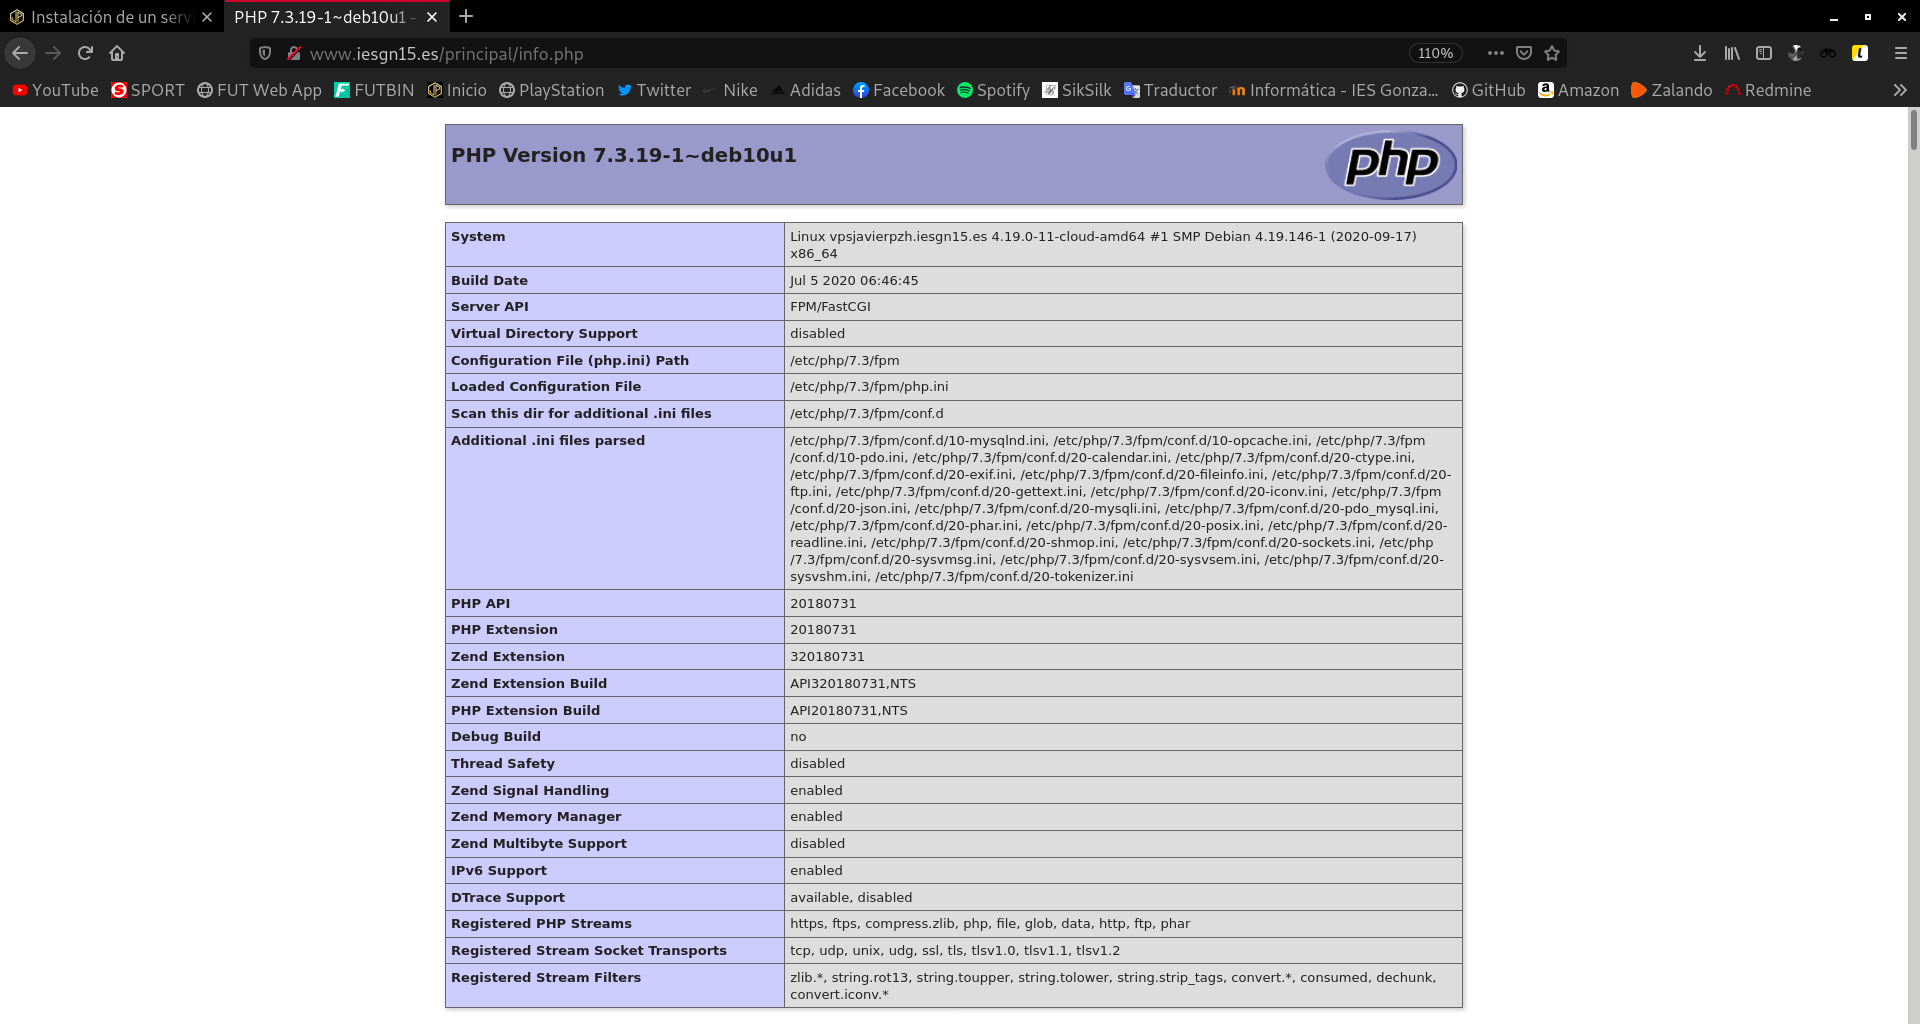 Instalación de un serv
PHP 7.3.19-1~deb10u1 -
www.iesgn15.es/principal/info.php
110%
YouTube SPORT FUT Web App FUTBIN Inicio PlayStation Twitter Nike Adidas Facebook Spotify SikSilk Traductor Informática - IES Gonza... GitHub Amazon Zalando Redmine
PHP Version 7.3.19-1~deb10u1
php
System Linux vpsjavierpzh.iesgn15.es 4.19.0-11-cloud-amd64 #1 SMP Debian 4.19.146-1 (2020-09-17)
x86_64
Build Date Jul 5 2020 06:46:45
Server API FPM/FastCGI
Virtual Directory Support disabled
Configuration File (php.ini) Path /etc/php/7.3/fpm
Loaded Configuration File /etc/php/7.3/fpm/php.ini
Scan this dir for additional .ini files /etc/php/7.3/fpm/conf.d
Additional .ini files parsed /etc/php/7.3/fpm/conf.d/10-mysqlnd.ini, /etc/php/7.3/fpm/conf.d/10-opcache.ini, /etc/php/7.3/fpm
/conf.d/10-pdo.ini, /etc/php/7.3/fpm/conf.d/20-calendar.ini, /etc/php/7.3/fpm/conf.d/20-ctype.ini,
/etc/php/7.3/fpm/conf.d/20-exif.ini, /etc/php/7.3/fpm/conf.d/20-fileinfo.ini, /etc/php/7.3/fpm/conf.d/20-
ftp.ini, /etc/php/7.3/fpm/conf.d/20-gettext.ini, /etc/php/7.3/fpm/conf.d/20-iconv.ini, /etc/php/7.3/fpm
/conf.d/20-json.ini, /etc/php/7.3/fpm/conf.d/20-mysqli.ini, /etc/php/7.3/fpm/conf.d/20-pdo_mysql.ini,
/etc/php/7.3/fpm/conf.d/20-phar.ini, /etc/php/7.3/fpm/conf.d/20-posix.ini, /etc/php/7.3/fpm/conf.d/20-
readline.ini, /etc/php/7.3/fpm/conf.d/20-shmop.ini, /etc/php/7.3/fpm/conf.d/20-sockets.ini, /etc/php
/7.3/fpm/conf.d/20-sysvmsg.ini, /etc/php/7.3/fpm/conf.d/20-sysvsem.ini, /etc/php/7.3/fpm/conf.d/20-
sysvshm.ini, /etc/php/7.3/fpm/conf.d/20-tokenizer.ini
PHP API 20180731
PHP Extension 20180731
Zend Extension 320180731
Zend Extension Build API320180731,NTS
PHP Extension Build API20180731,NTS
Debug Build no
Thread Safety disabled
Zend Signal Handling enabled
Zend Memory Manager enabled
Zend Multibyte Support disabled
IPv6 Support enabled
DTrace Support available, disabled
Registered PHP Streams https, ftps, compress.zlib, php, file, glob, data, http, ftp, phar
Registered Stream Socket Transports tcp, udp, unix, udg, ssl, tls, tlsv1.0, tlsv1.1, tlsv1.2
Registered Stream Filters zlib.*, string.rot13, string.toupper, string.tolower, string.strip_tags, convert.*, consumed, dechunk,
convert.iconv.*